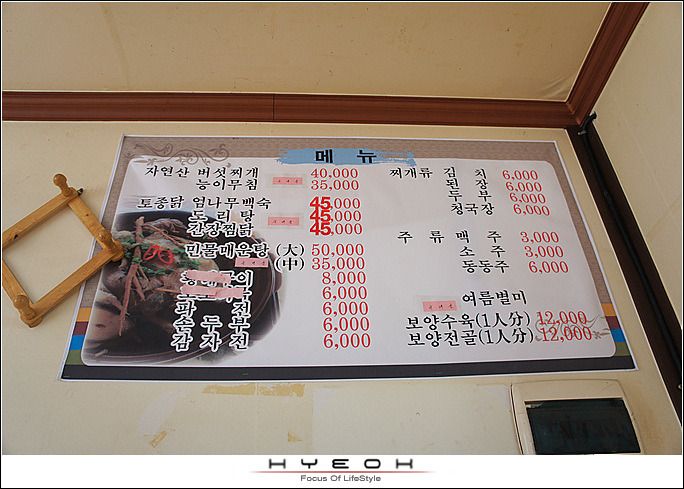 메 뉴
자연산 버섯찌개 40,000
능이무침 35,000
토종닭 엄나무백숙 45,000
도 리 탕 45,000
간장찜닭 45,000
민물매운탕 (大) 50,000
(中) 35,000
8,000
6,000
파 전 6,000
손 두 부 6,000
감 자 전 6,000
찌개류 김 치 6,000
된 장 6,000
두 부 6,000
청국장 6,000
주 류 맥 주 3,000
소 주 3,000
동동주 6,000
여름별미
보양수육(1人分) 12,000
보양전골(1人分) 12,000
HYEOH
Focus Of LifeStyle